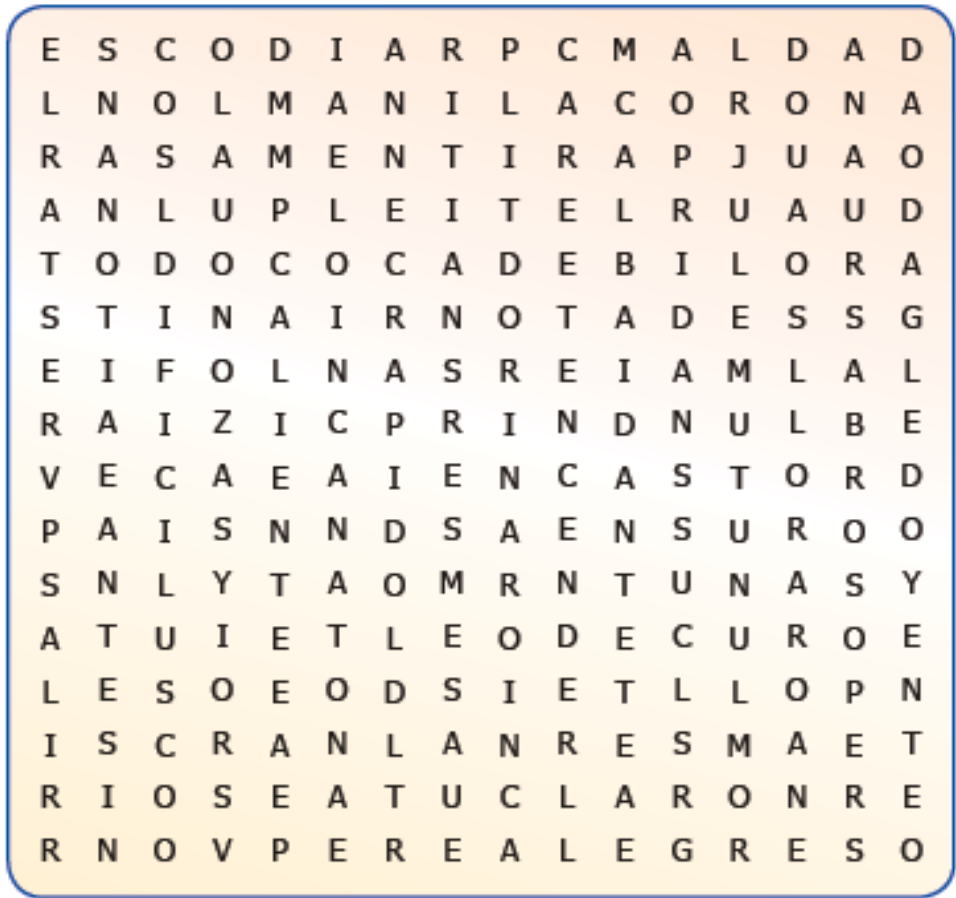 E S C O D I A R P C M A L D A D
L N O L M A N I L A C O R O N A
R A S A M E N T I R A P J U A O
A N L U P L E I T E L R U A U D
T O D O C O C A D E B I L O R A
S T I N A I R N O T A D E S S G
E I F O L N A S R E I A M L A L
R A I Z I C P R I N D N U L B E
V E C A E A I E N C A S T O R D
P A I S N N D S A E N S U R O O
S N L Y T A O M R N T U N A S Y
A T U I E T L E O D E C U R O E
L E S O E O D S I E T L L O P N
I S C R A N L A N R E S M A E T
R I O S E A T U C L A R O N R E
R N O V P E R E A L E G R E S O